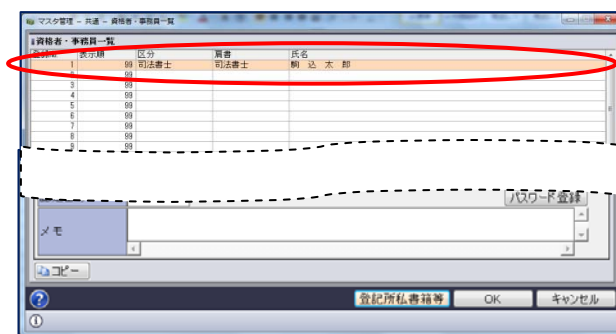 マスタ管理 - 共通 - 資格者・事務員一覧
資格者・事務員一覧
表示順 区分 肩書 氏名
1 99 司法書士 司法書士 駒 込 太 郎
99
3 99
4 99
5 99
6 99
7 99
8 99
9 99
パスワード登録
メモ
コピー
登記所私書箱等 OK キャンセル